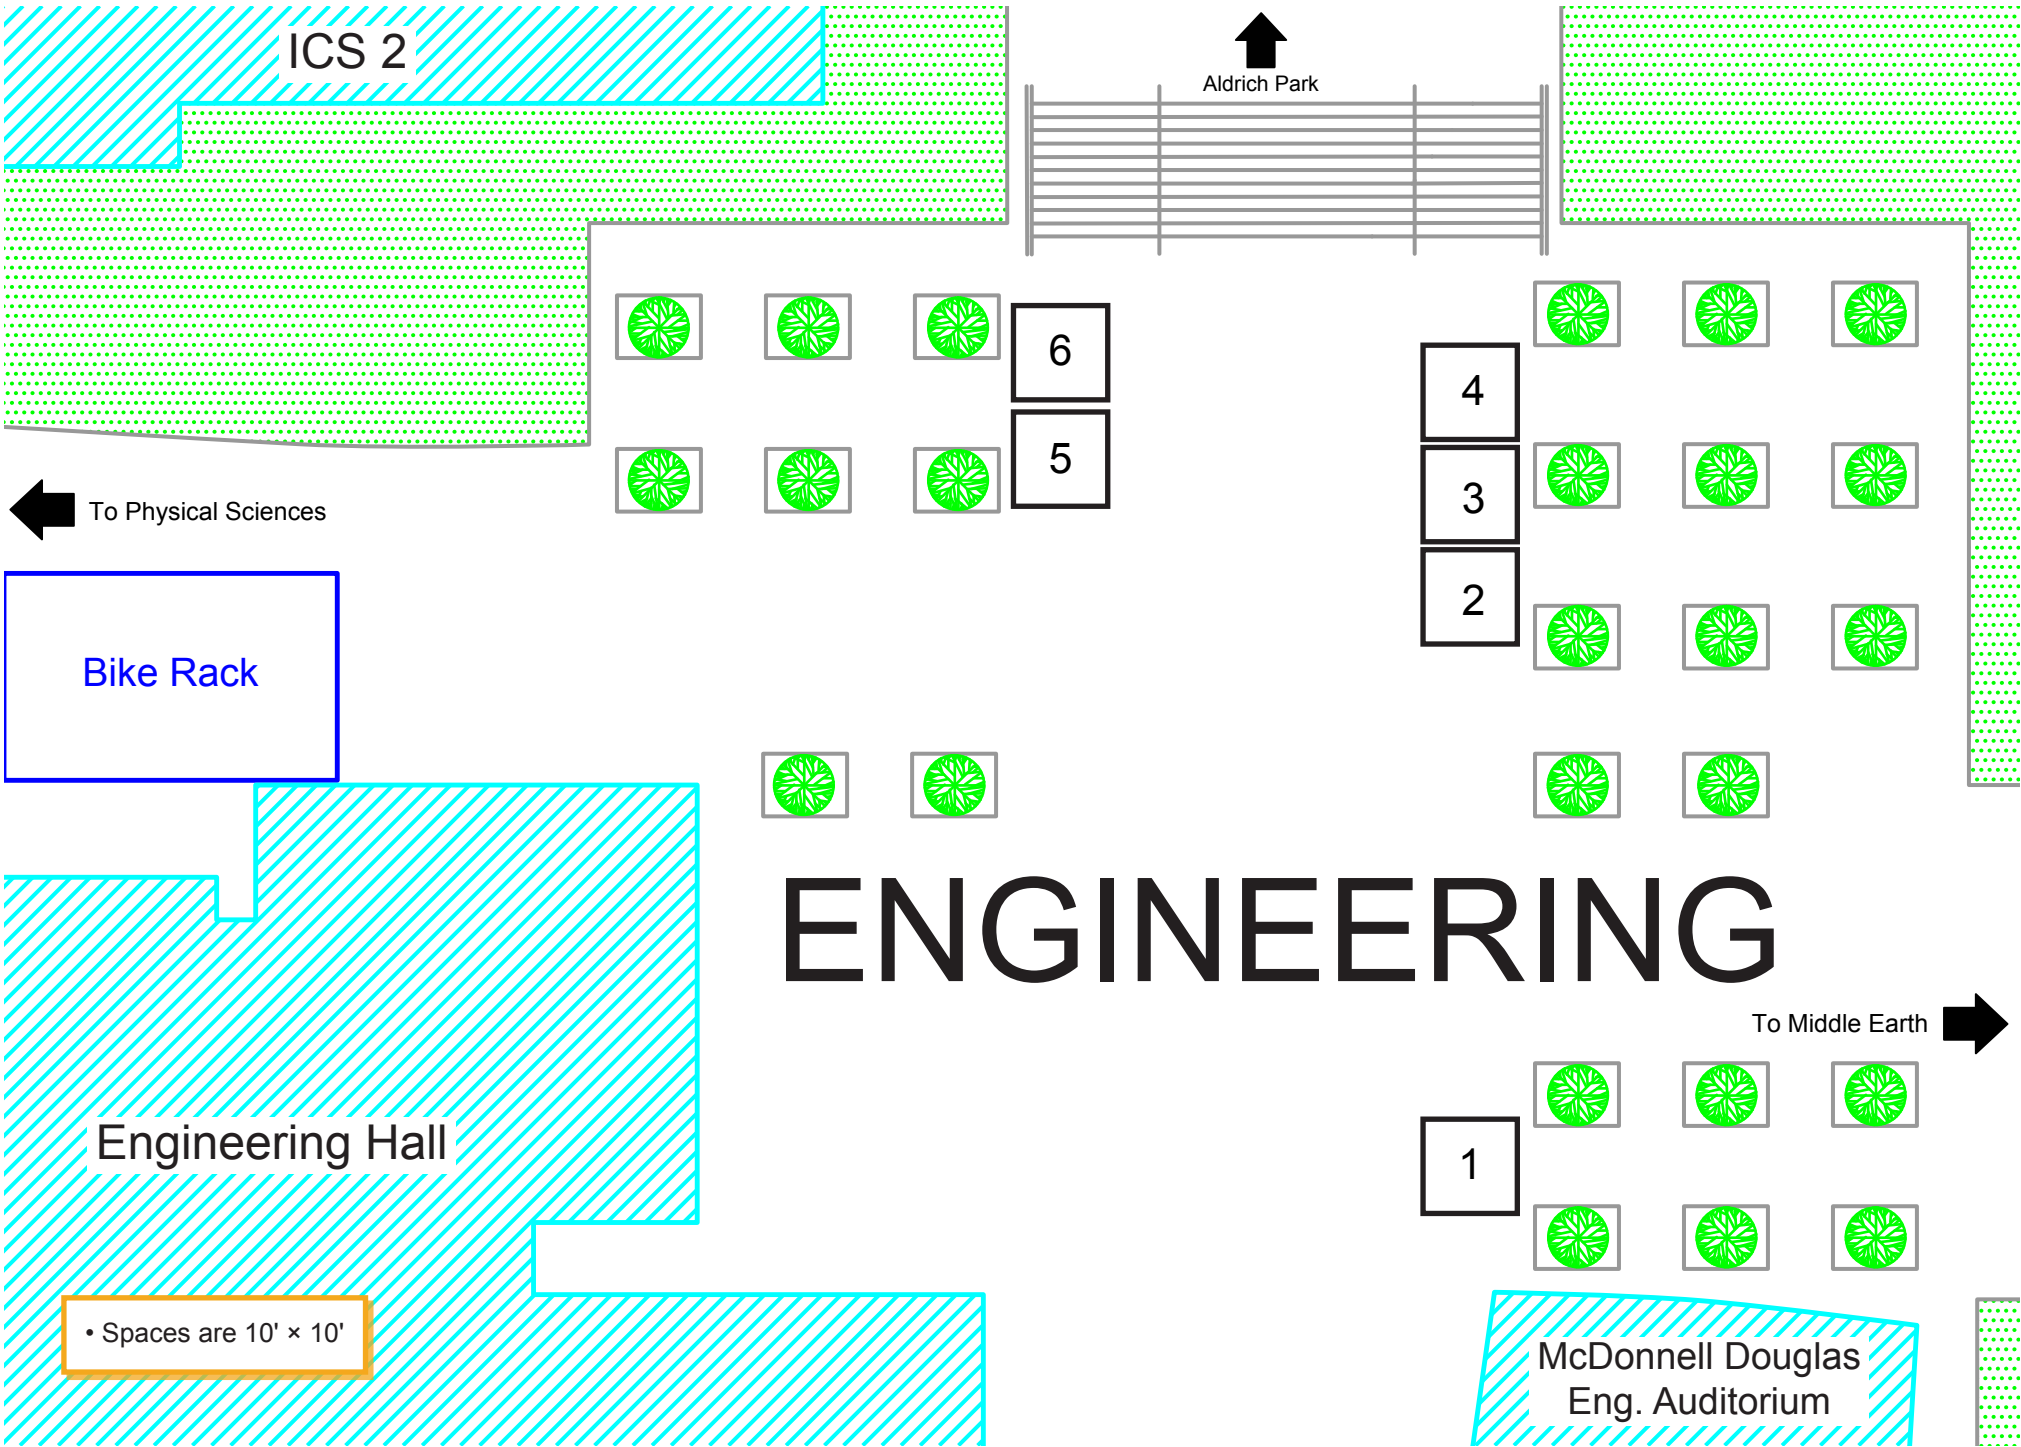 ICS 2
Aldrich Park
6
4
5
3
To Physical Sciences
2
Bike Rack
ENGINEERING
To Middle Earth
Engineering Hall
1
• Spaces are 10' × 10'
McDonnell Douglas
Eng. Auditorium